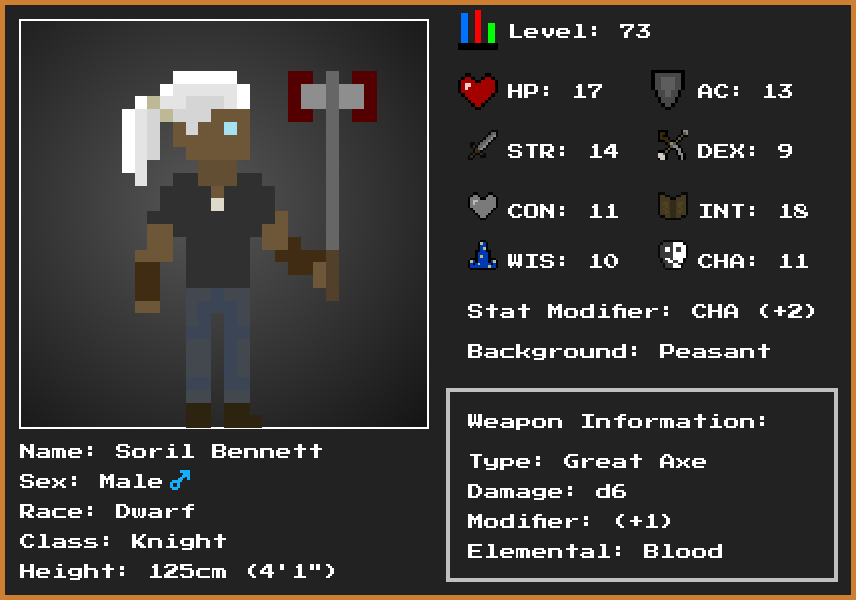 Level: 73
HP: 17 AC: 13
STR: 14 DEX: 9
CON: 11 INT: 18
WIS: 10 CHA: 11
Stat Modifier: CHA (+2)
Background: Peasant
Weapon Information:
Type: Great Axe
Damage: d6
Modifier: (+1)
Elemental: Blood
Name: Soril Bennett
Sex: Male ♂
Race: Dwarf
Class: Knight
Height: 125cm (4'1")